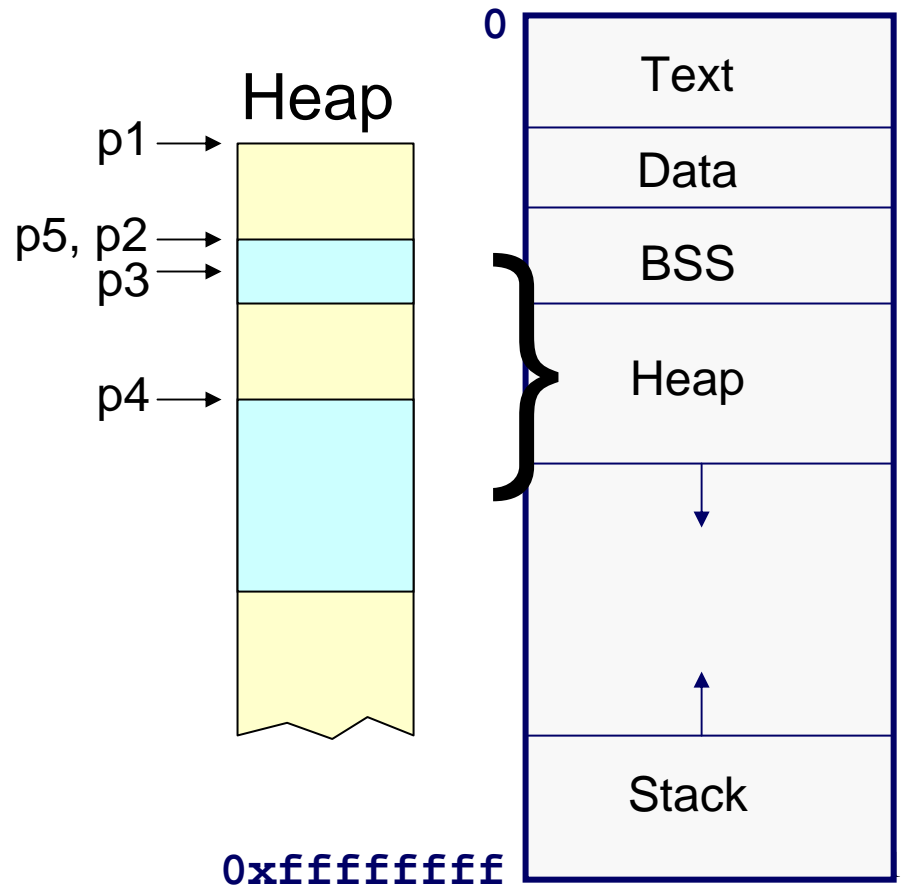 Heap
p1
p5, p2
p3
p4
0
Text
Data
BSS
Heap
Stack
0xffffffff